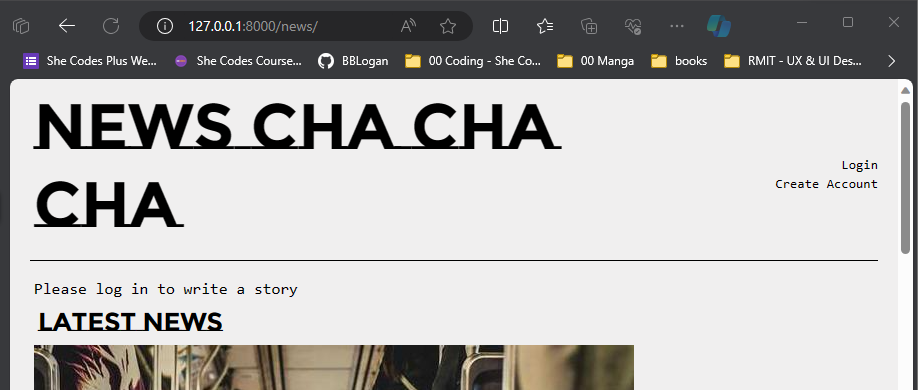 127.0.0.1:8000/news/
She Codes Plus We... She Codes Course... BBLogan 00 Coding - She Co... 00 Manga books RMIT - UX & UI Des...
NEWS CHA CHA
CHA
Login
Create Account
Please log in to write a story
LATEST NEWS